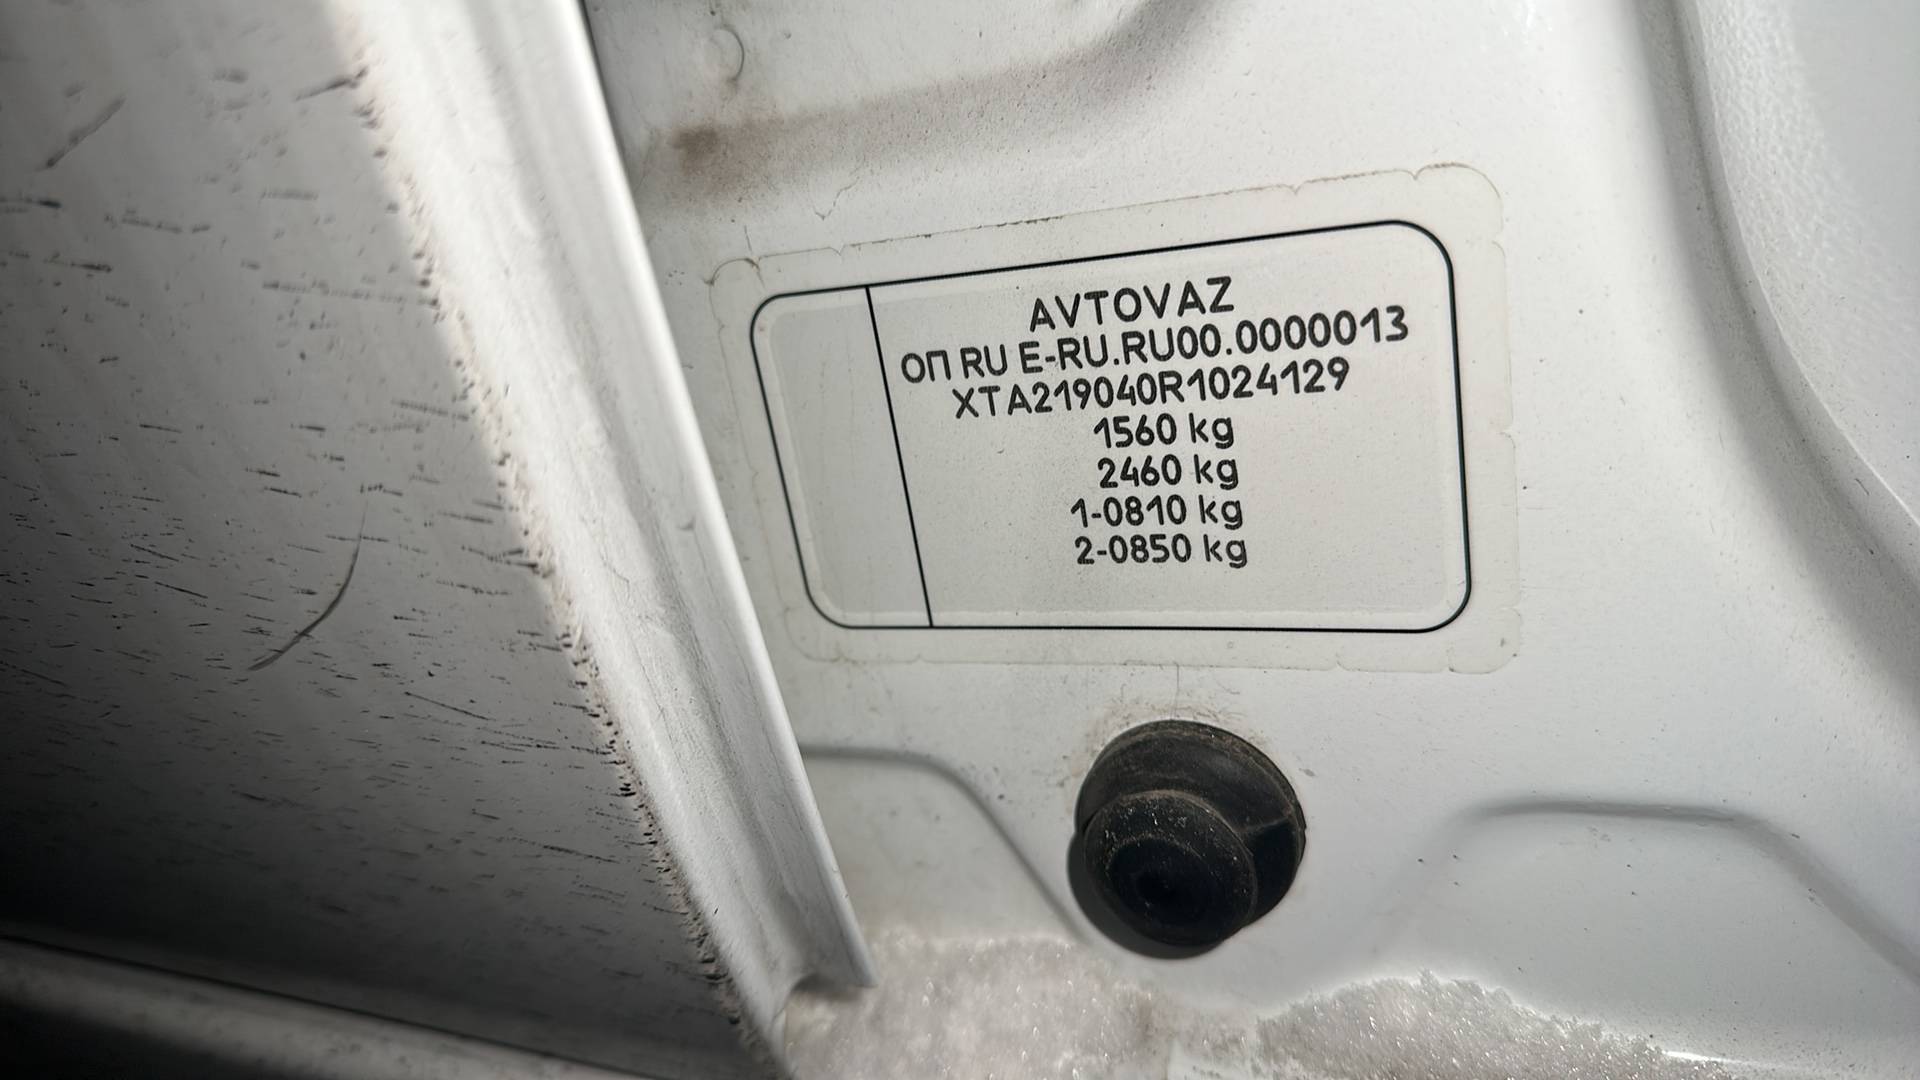 AVTOVAZ
ОП RU E-RU.RU00.0000013
XTA219040R1024129
1560 kg
2460 kg
1-0810 kg
2-0850 kg